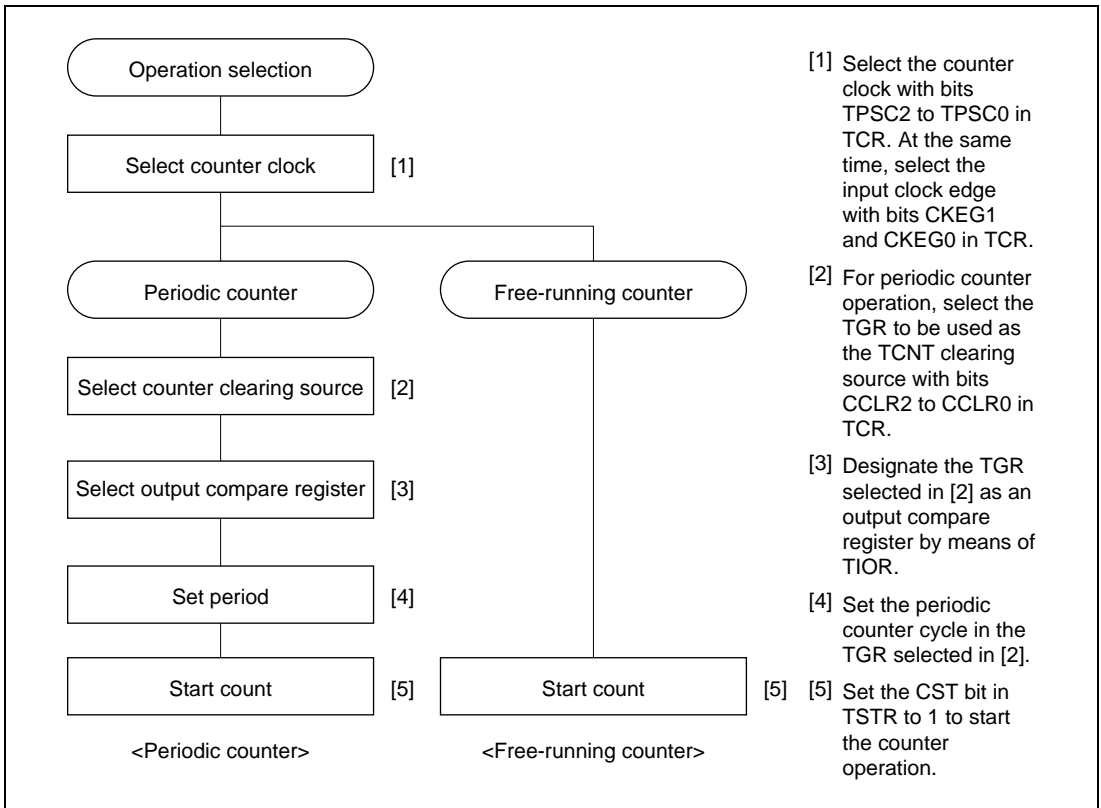 Operation selection
Select counter clock
[1]
Periodic counter
Free-running counter
Select counter clearing source
[2]
Select output compare register
[3]
Set period
[4]
Start count
[5]
Start count
[5]
<Periodic counter>
<Free-running counter>
[1] Select the counter
clock with bits
TPSC2 to TPSC0 in
TCR. At the same
time, select the
input clock edge
with bits CKEG1
and CKEG0 in TCR.
[2] For periodic counter
operation, select the
TGR to be used as
the TCNT clearing
source with bits
CCLR2 to CCLR0 in
TCR.
[3] Designate the TGR
selected in [2] as an
output compare
register by means of
TIOR.
[4] Set the periodic
counter cycle in the
TGR selected in [2].
[5] Set the CST bit in
TSTR to 1 to start
the counter
operation.